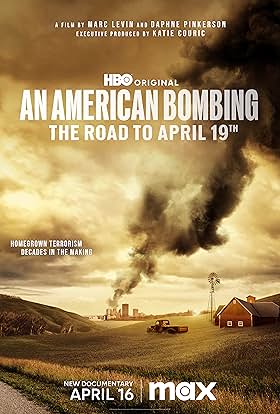 A FILM BY MARC LEVIN AND DAPHNE PINKERSON
EXECUTIVE PRODUCED BY KATIE COURIC
HBO ORIGINAL
AN AMERICAN BOMBING
THE ROAD TO APRIL 19TH
HOMEGROWN TERRORISM
DECADES IN THE MAKING
NEW DOCUMENTARY
APRIL 16
max